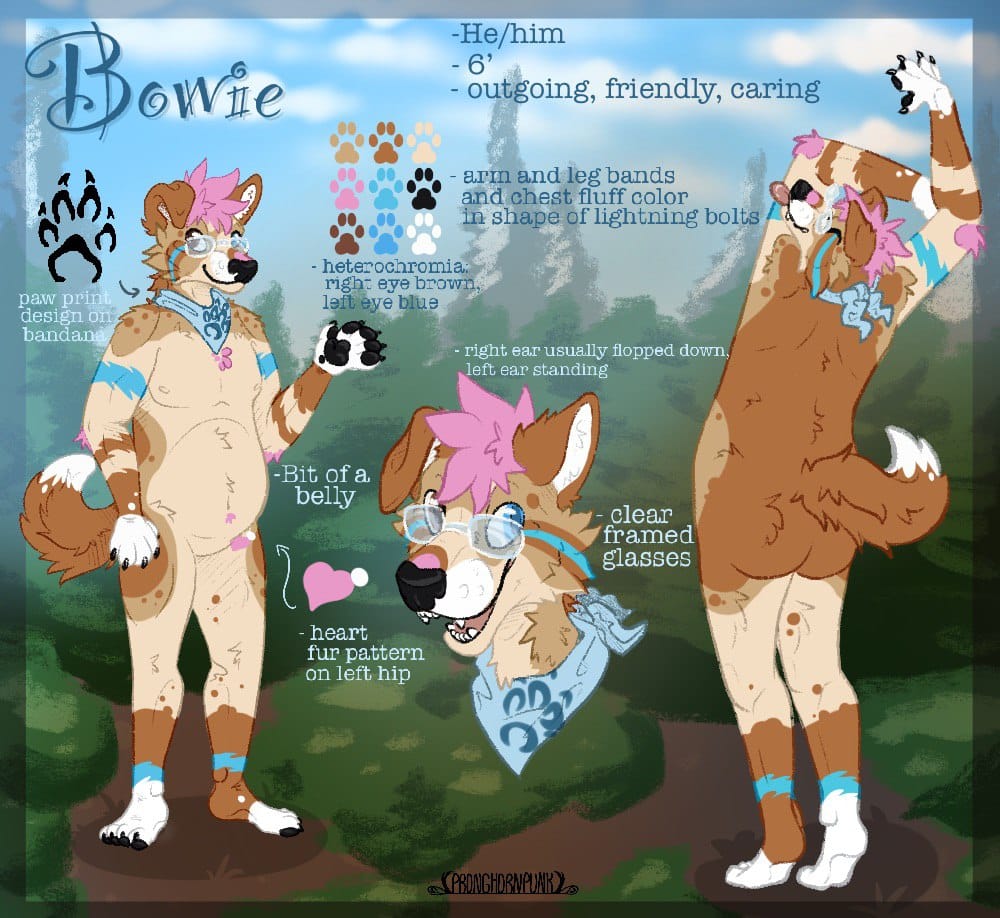 Bowie
-He/him
- 6'
- outgoing, friendly, caring
- arm and leg bands
and chest fluff color
in shape of lightning bolts
- heterochromia:
right eye brown,
left eye blue
paw print
design on
bandana
- right ear usually flopped down,
left ear standing
-Bit of a
belly
- clear
framed
glasses
- heart
fur pattern
on left hip
PRONGHORNPUNK